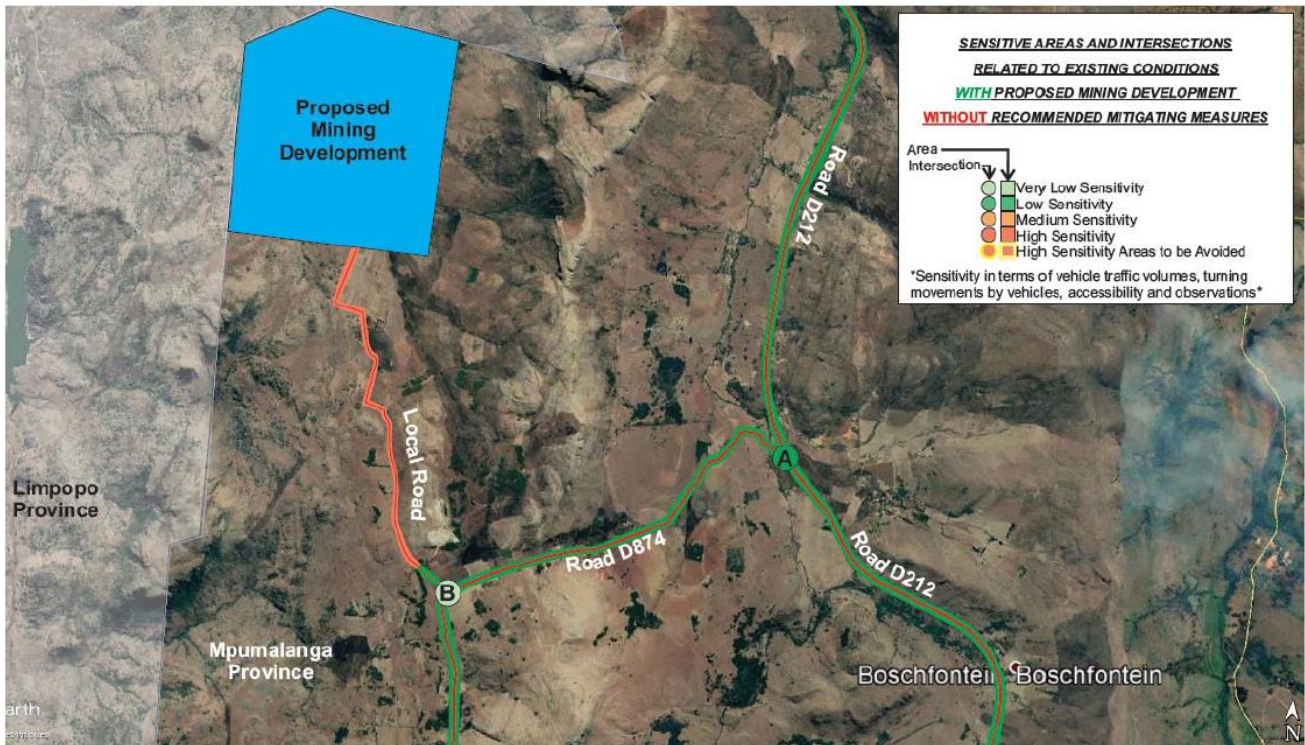 SENSITIVE AREAS AND INTERSECTIONS
RELATED TO EXISTING CONDITIONS
WITH PROPOSED MINING DEVELOPMENT
WITHOUT RECOMMENDED MITIGATING MEASURES
Area
Intersection
Very Low Sensitivity
Low Sensitivity
Medium Sensitivity
High Sensitivity
High Sensitivity Areas to be Avoided
*Sensitivity in terms of vehicle traffic volumes, turning
movements by vehicles, accessibility and observations*
Proposed
Mining
Development
Road D212
Local Road
A
Limpopo
Province
Road D874
Road D212
B
Mpumalanga
Province
Boschfontein
Boschfontein
arth
N